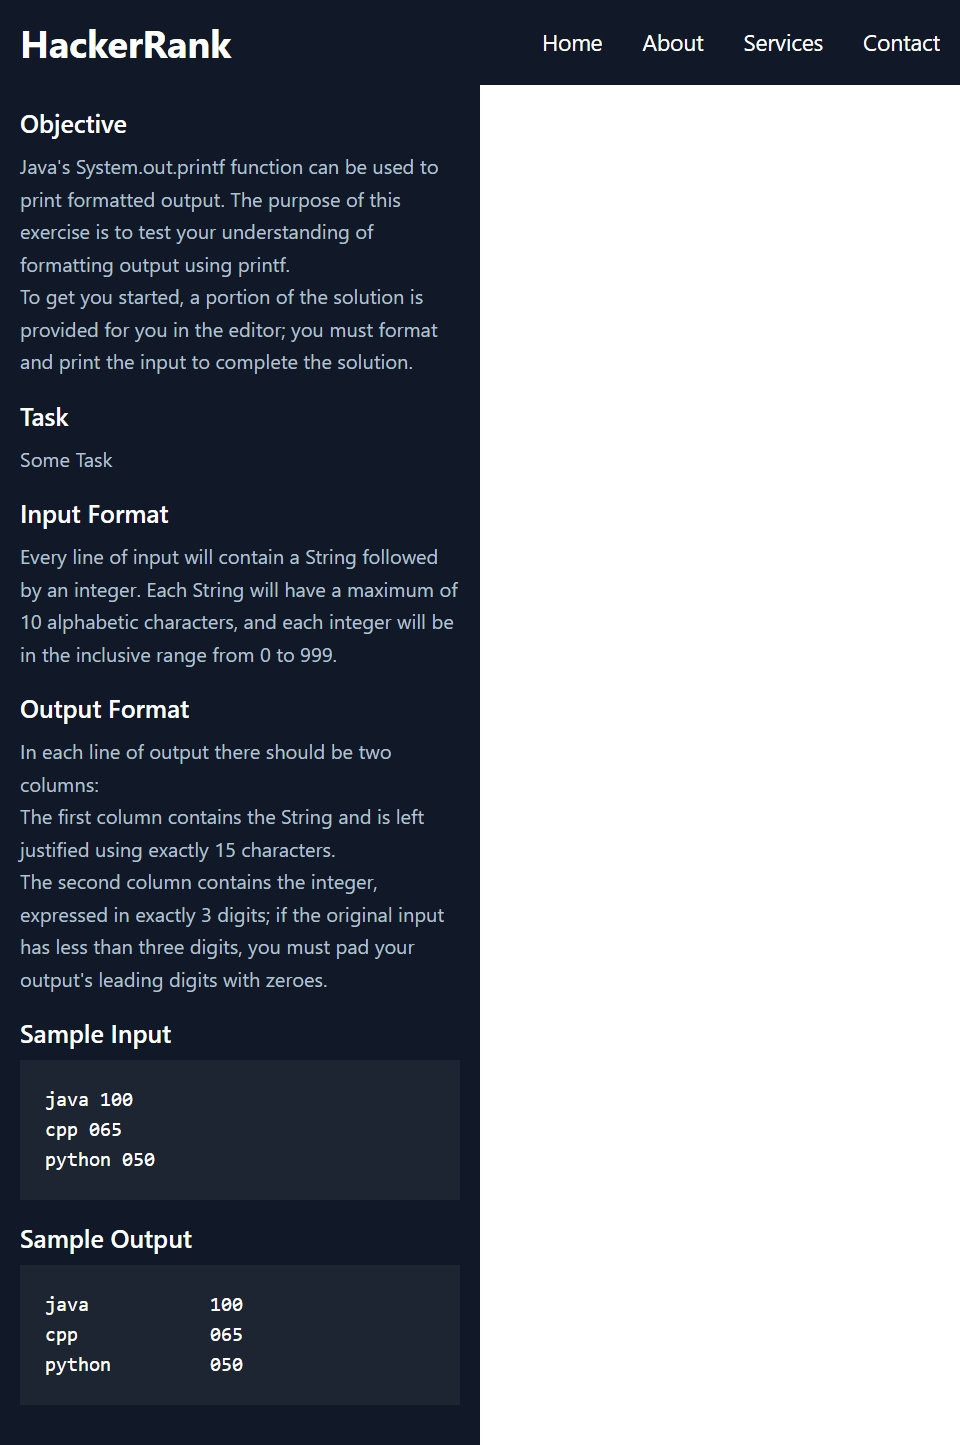 HackerRank
Home About Services Contact
Objective
Java's System.out.printf function can be used to
print formatted output. The purpose of this
exercise is to test your understanding of
formatting output using printf.
To get you started, a portion of the solution is
provided for you in the editor; you must format
and print the input to complete the solution.
Task
Some Task
Input Format
Every line of input will contain a String followed
by an integer. Each String will have a maximum of
10 alphabetic characters, and each integer will be
in the inclusive range from 0 to 999.
Output Format
In each line of output there should be two
columns:
The first column contains the String and is left
justified using exactly 15 characters.
The second column contains the integer,
expressed in exactly 3 digits; if the original input
has less than three digits, you must pad your
output's leading digits with zeroes.
Sample Input
java 100
cpp 065
python 050
Sample Output
java           100
cpp            065
python         050